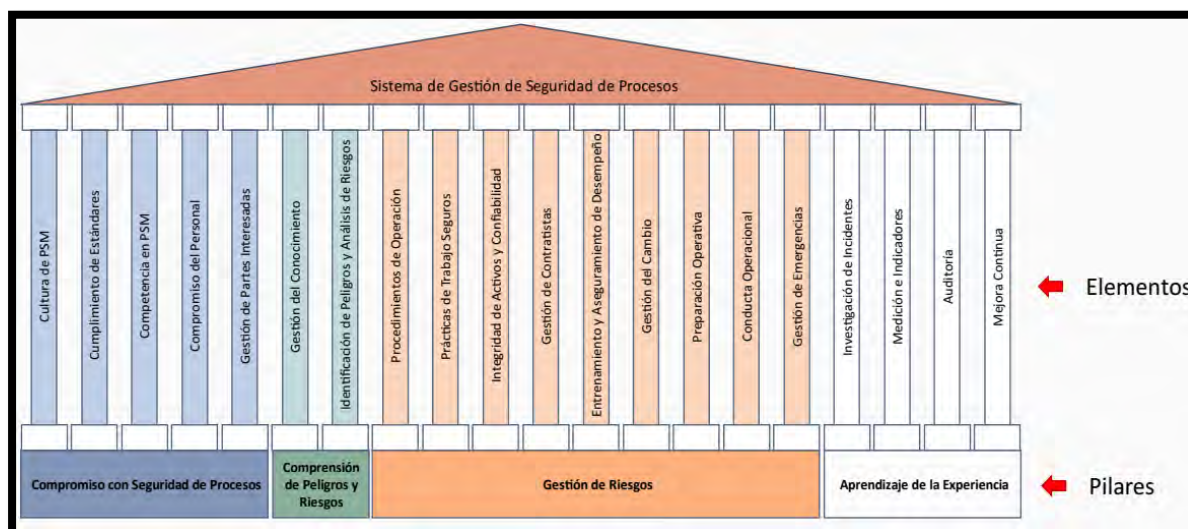 Sistema de Gestión de Seguridad de Procesos
Cultura de PSM
Cumplimiento de Estándares
Competencia en PSM
Compromiso del Personal
Gestión de Partes Interesadas
Gestión del Conocimiento
Identificación de Peligros y Análisis de Riesgos
Procedimientos de Operación
Prácticas de Trabajo Seguros
Integridad de Activos y Confiabilidad
Gestión de Contratistas
Entrenamiento y Aseguramiento de Desempeño
Gestión del Cambio
Preparación Operativa
Conducta Operacional
Gestión de Emergencias
Investigación de Incidentes
Medición e Indicadores
Auditoría
Mejora Continua
Elementos
Compromiso con Seguridad de Procesos
Comprensión
de Peligros y
Riesgos
Gestión de Riesgos
Aprendizaje de la Experiencia
Pilares